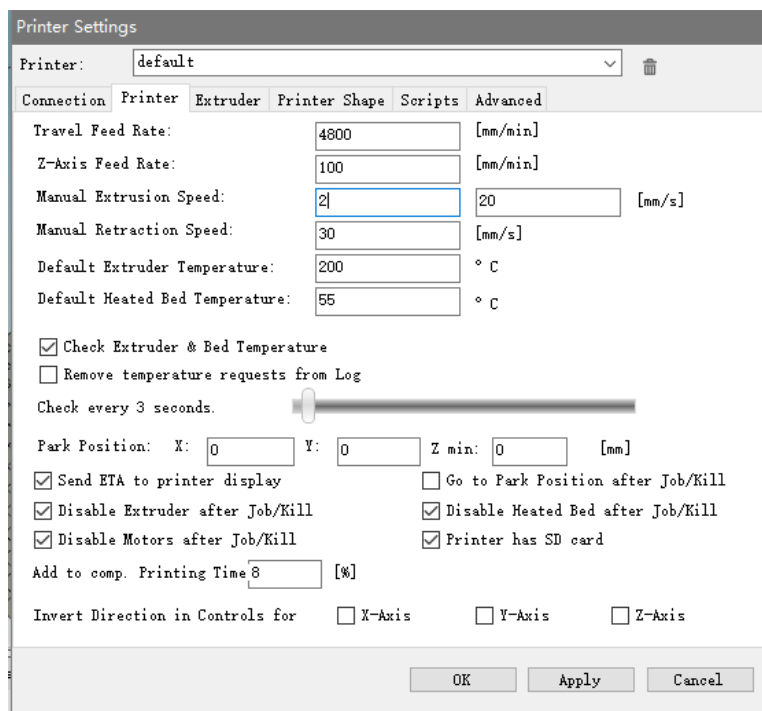 Printer Settings
Printer: default
Connection Printer Extruder Printer Shape Scripts Advanced
Travel Feed Rate: 4800 [mm/min]
Z-Axis Feed Rate: 100 [mm/min]
Manual Extrusion Speed: 2 20 [mm/s]
Manual Retraction Speed: 30 [mm/s]
Default Extruder Temperature: 200 ° C
Default Heated Bed Temperature: 55 ° C
Check Extruder & Bed Temperature
Remove temperature requests from Log
Check every 3 seconds.
Park Position: X: 0 Y: 0 Z min: 0 [mm]
Send ETA to printer display Go to Park Position after Job/Kill
Disable Extruder after Job/Kill Disable Heated Bed after Job/Kill
Disable Motors after Job/Kill Printer has SD card
Add to comp. Printing Time 8 [%]
Invert Direction in Controls for X-Axis Y-Axis Z-Axis
OK Apply Cancel